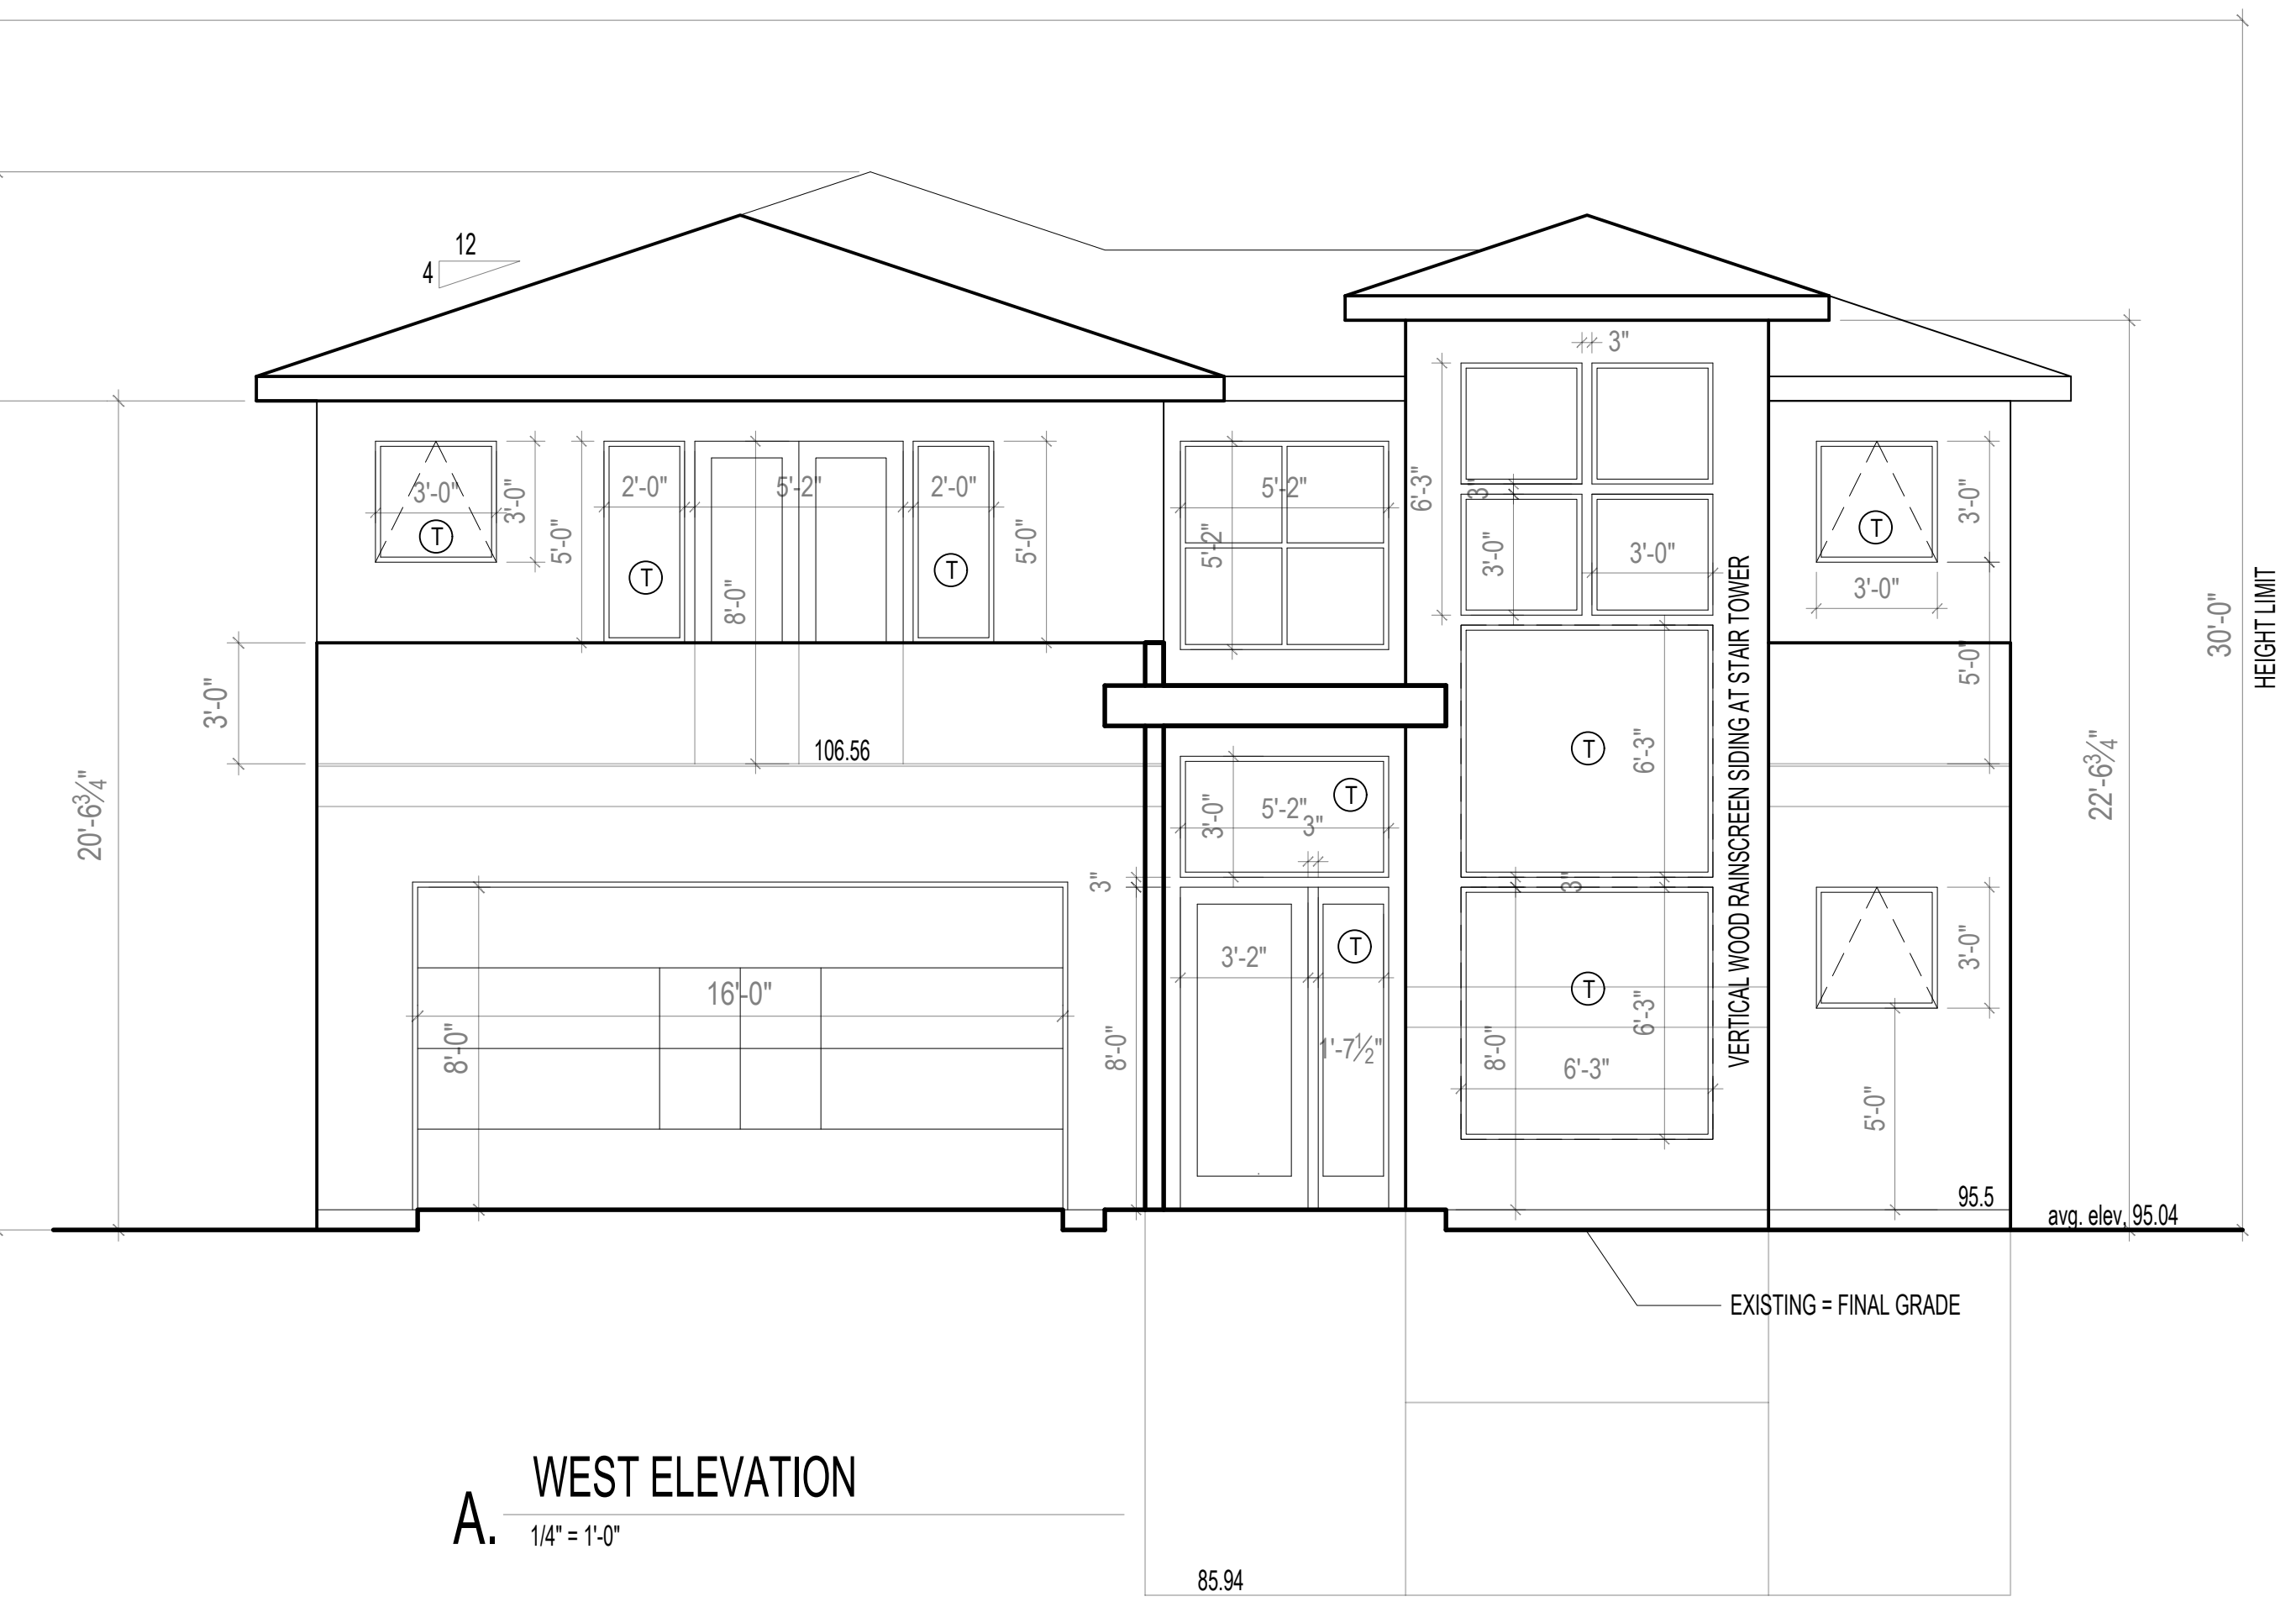 12
4
3"
3'-0"
T
3'-0"
5'-0"
2'-0"
T
5'-2"
8'-0"
2'-0"
T
5'-0"
5'-2"
5'-2"
6'-3"
3"
3'-0"
3'-0"
T
3'-0"
3'-0"
5'-0"
30'-0"
HEIGHT LIMIT
3'-0"
106.56
20'-6¾"
22'-6¾"
VERTICAL WOOD RAINSCREEN SIDING AT STAIR TOWER
T
6'-3"
T
3'-0"
5'-2"
3"
3"
3"
16'-0"
8'-0"
8'-0"
3'-2"
T
1'-7½"
T
6'-3"
8'-0"
6'-3"
3'-0"
5'-0"
95.5
avg. elev, 95.04
EXISTING = FINAL GRADE
A.
WEST ELEVATION
1/4" = 1'-0"
85.94